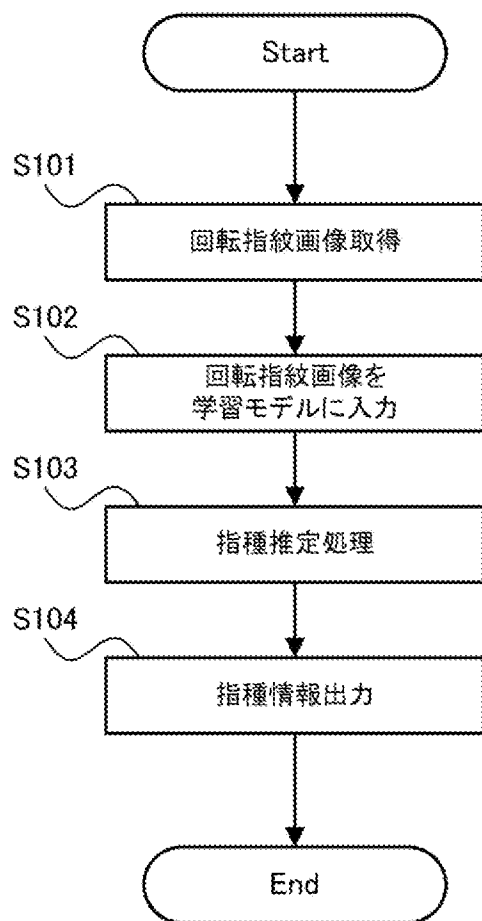 Start
S101
回転指紋画像取得
S102
回転指紋画像を
学習モデルに入力
S103
指種推定処理
S104
指種情報出力
End